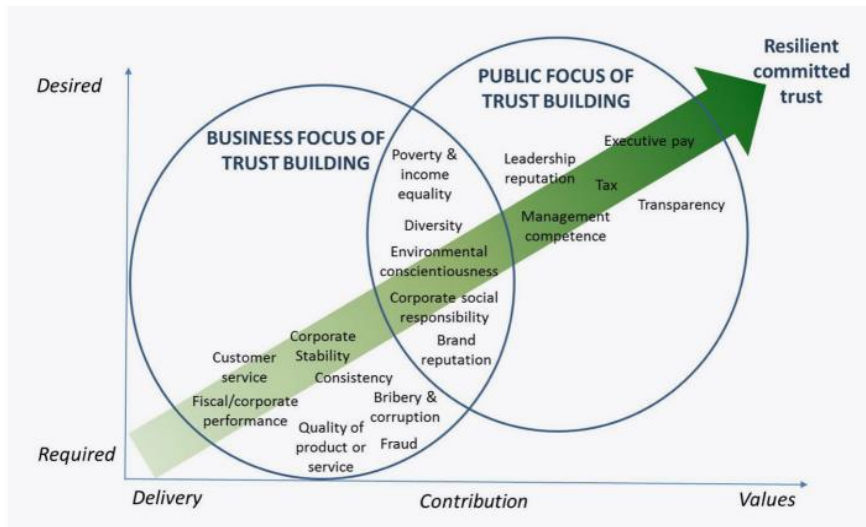 Resilient
committed
trust
Desired
PUBLIC FOCUS OF
TRUST BUILDING
BUSINESS FOCUS OF
TRUST BUILDING
Executive pay
Poverty &
income
equality
Leadership
reputation
Tax
Transparency
Diversity
Management
competence
Environmental
conscientiousness
Corporate social
responsibility
Brand
reputation
Corporate
Stability
Customer
service
Consistency
Fiscal/corporate
performance
Bribery &
corruption
Quality of
product or
service
Fraud
Required
Delivery
Contribution
Values